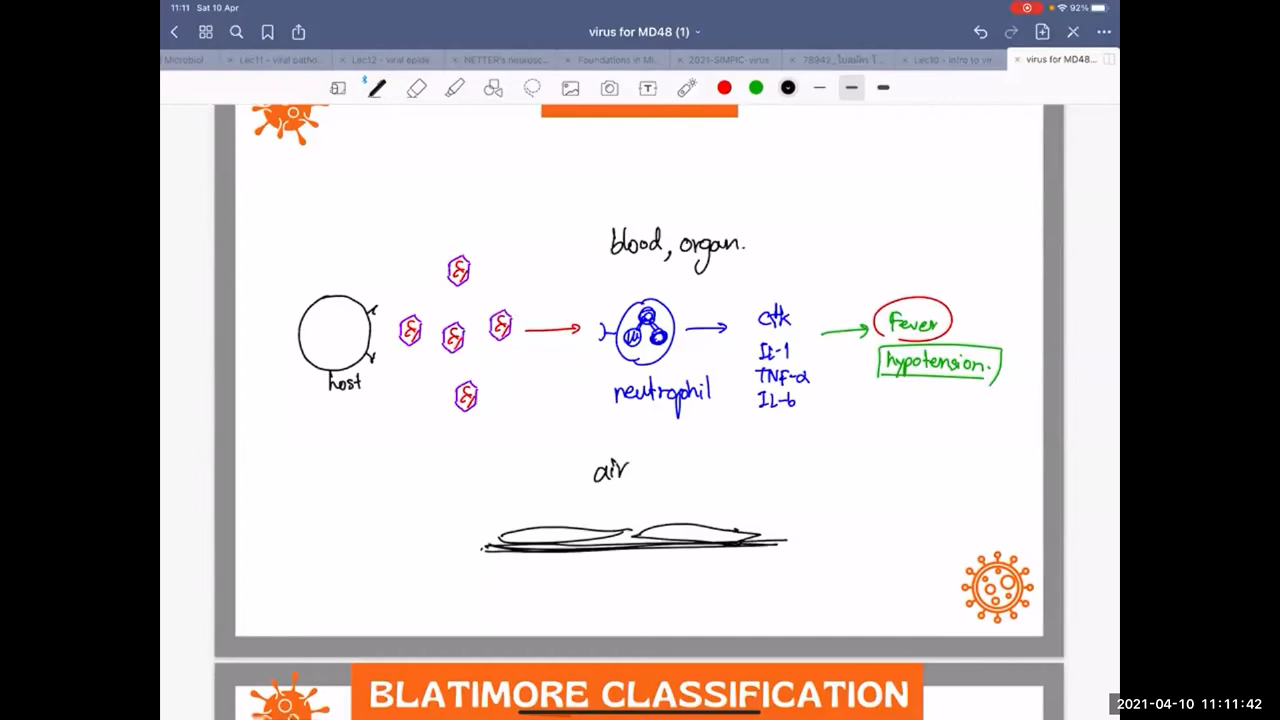 11:11 Sat 10 Apr
92%
virus for MD48 (1)
Microbiol
Lec11 - viral patho
Lec12 - viral epide
NETTER's neurosc...
Foundations in Mi...
2021-SIMPIC-virus
Lec10 - intro to vir
virus for MD48...
blood, organ.
host
neutrophil
IL-1
TNF-α
IL-6
fever
hypotension.
air
BLATIMORE CLASSIFICATION
2021-04-10 11:11:42